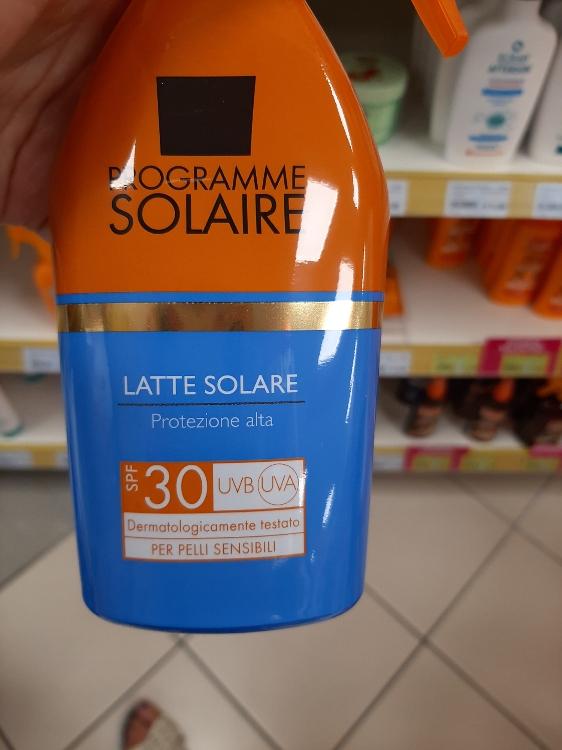 PROGRAMME
SOLAIRE
LATTE SOLARE
Protezione alta
SPF 30 UVB UVA
Dermatologicamente testato
PER PELLI SENSIBILI